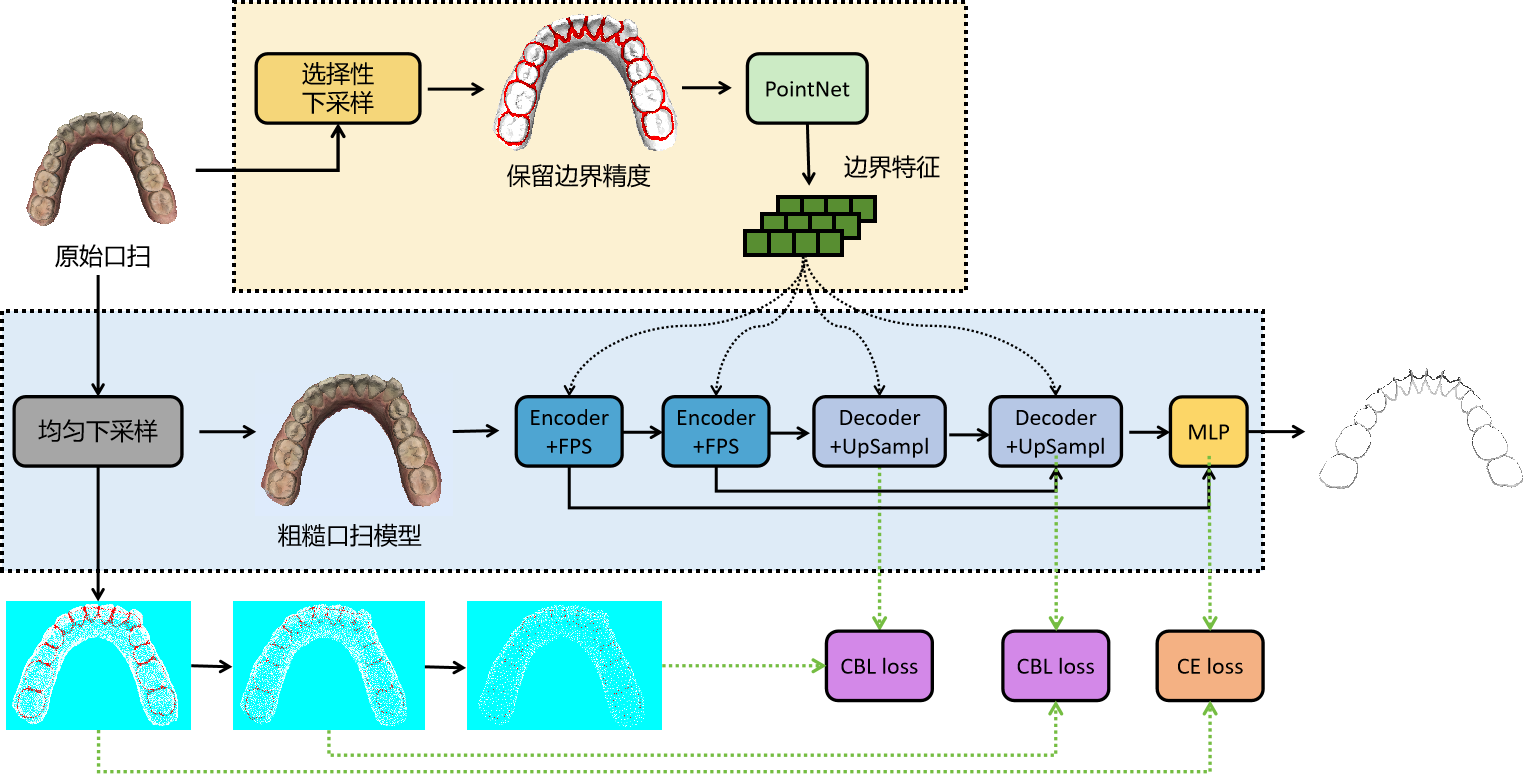 选择性
下采样
PointNet
保留边界精度
边界特征
原始口扫
均匀下采样
粗糙口扫模型
Encoder
+FPS
Encoder
+FPS
Decoder
+UpSampl
Decoder
+UpSampl
MLP
CBL loss
CBL loss
CE loss